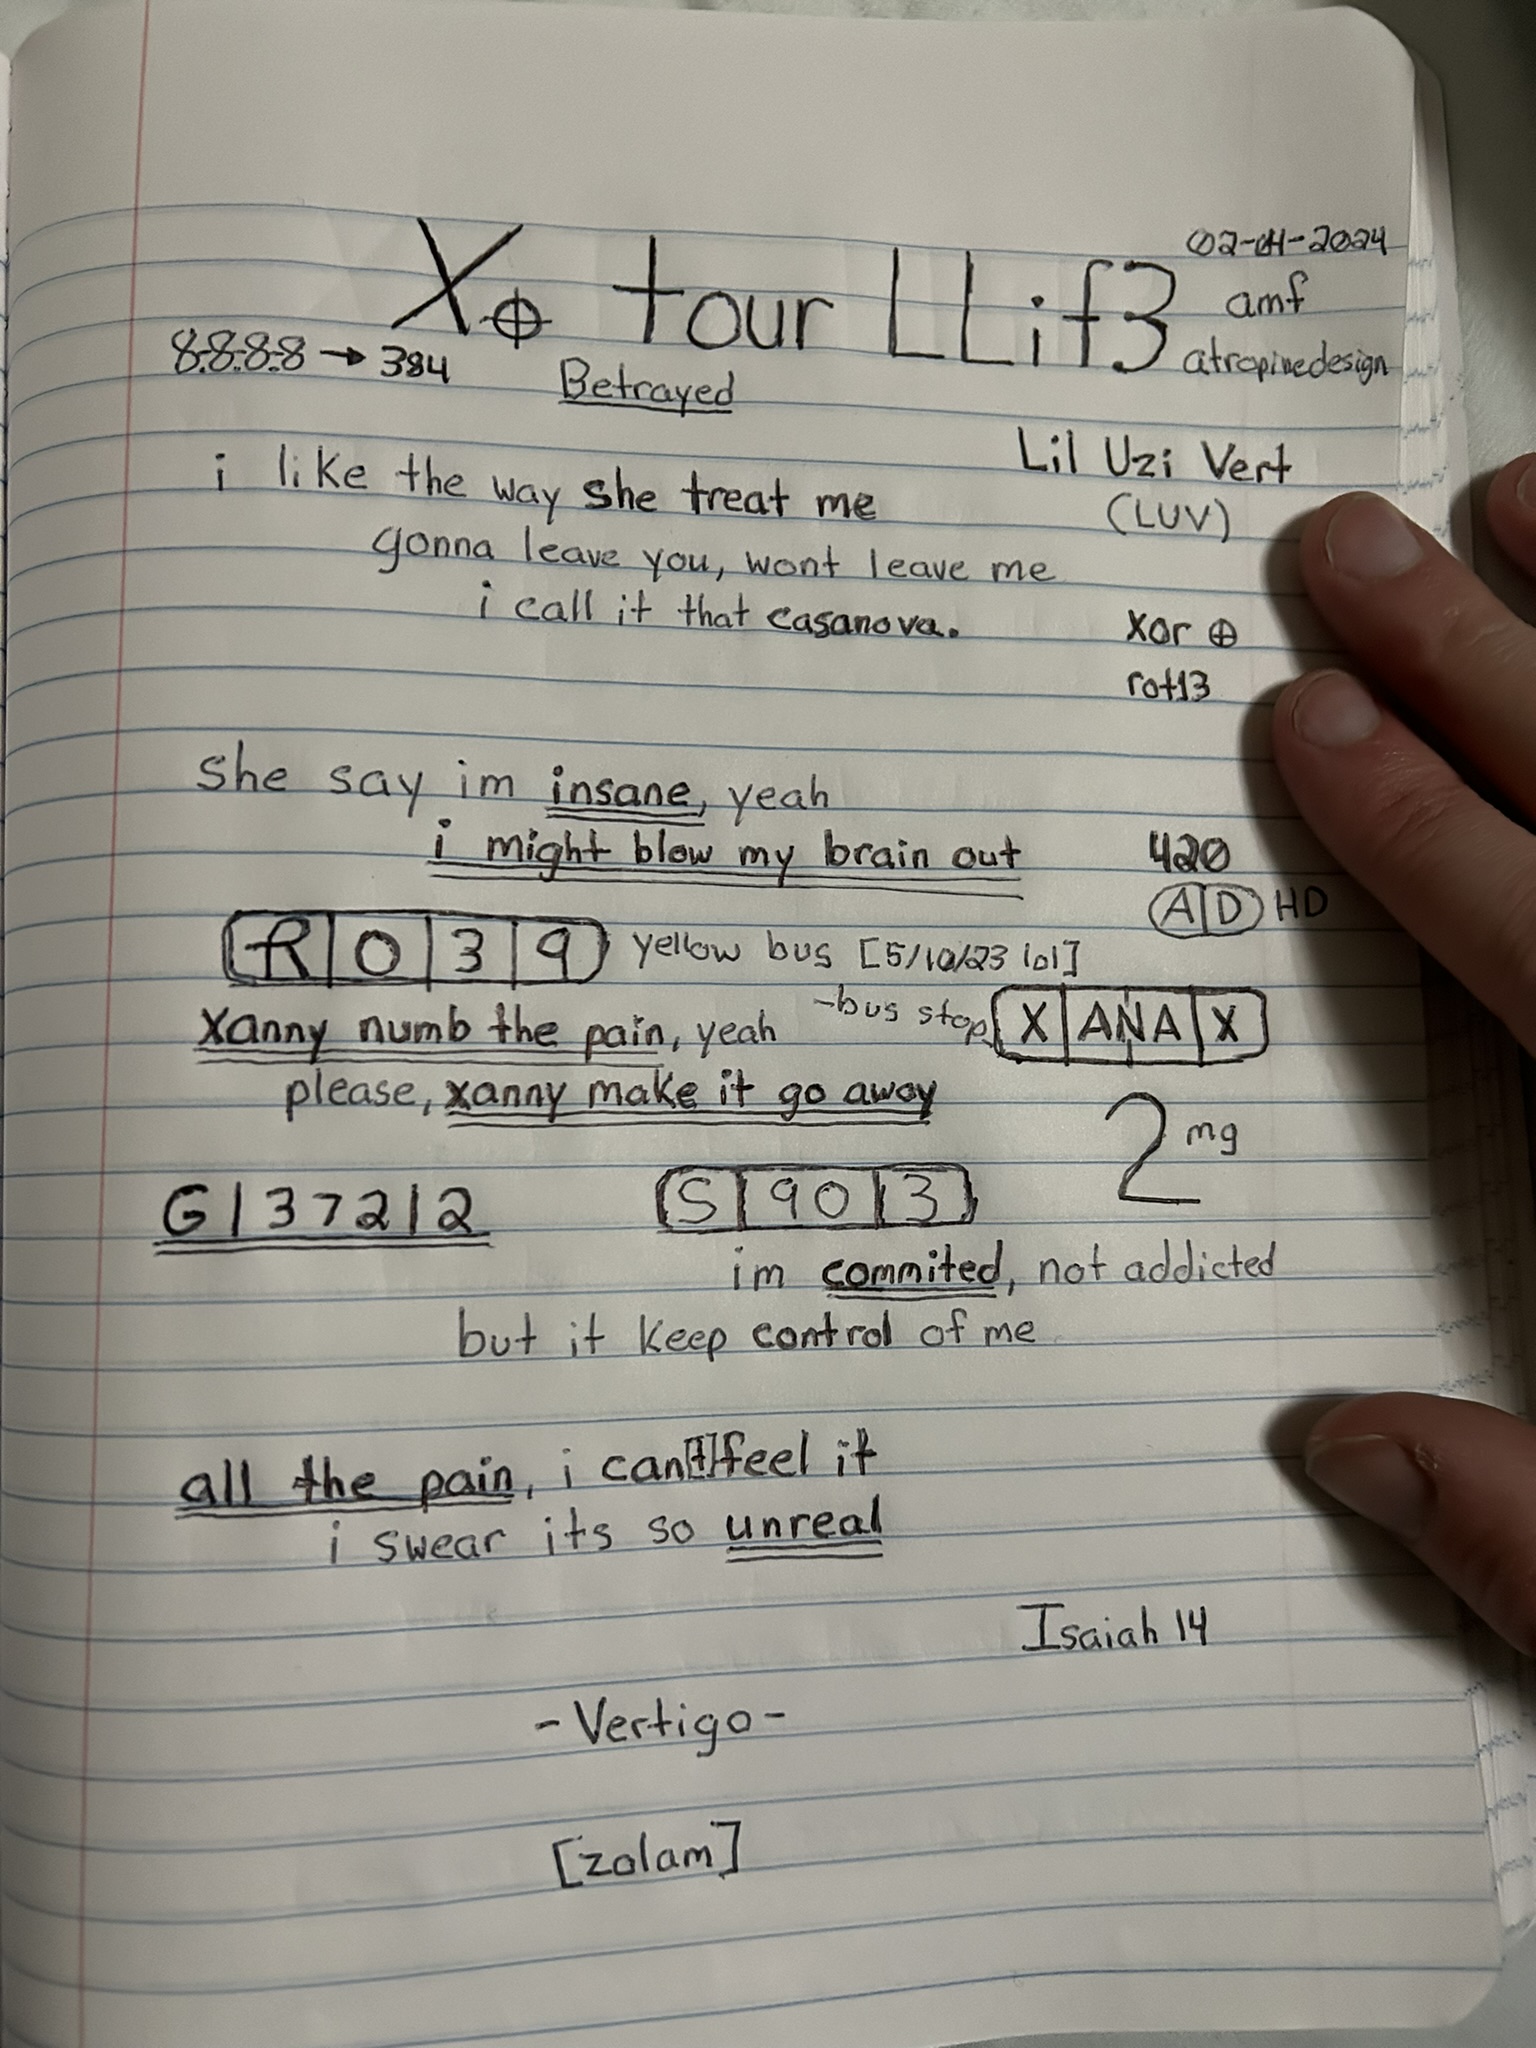 02-04-2024
XO tour LLif3
amf
8.8.8.8 → 384
atropinedesign
Betrayed
Lil Uzi Vert
(LUV)
i like the way she treat me
gonna leave you, wont leave me
i call it that casanova.
xor ⊕
rot13
She say im insane, yeah
i might blow my brain out
420
A|D HD
R|0|3|9 yellow bus [5/10/23 lol]
-bus stop X|ANA|X
xanny numb the pain, yeah
please, xanny make it go away
2 mg
G|372|2
S|90|3
im commited, not addicted
but it keep control of me
all the pain, i can[t] feel it
i swear its so unreal
Isaiah 14
-Vertigo-
[zolam]